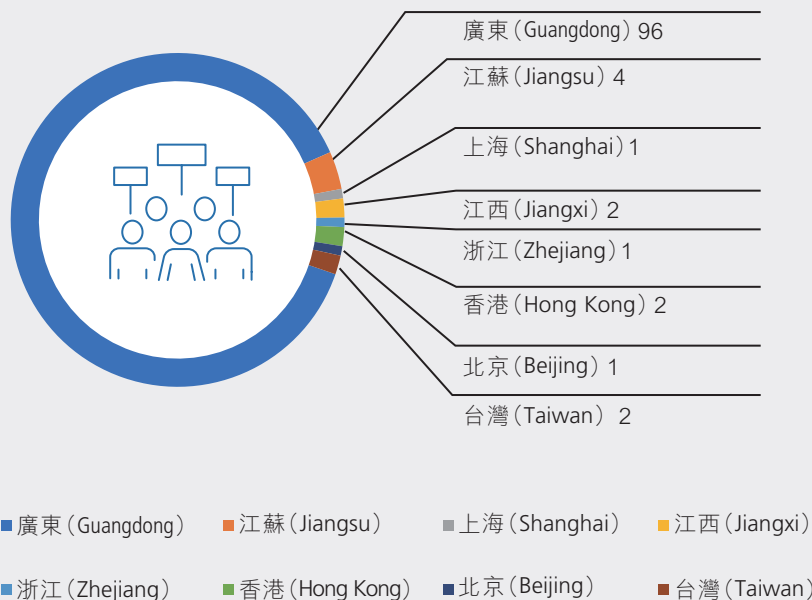 廣東（Guangdong）96
江蘇（Jiangsu）4
上海（Shanghai）1
江西（Jiangxi）2
浙江（Zhejiang）1
香港（Hong Kong）2
北京（Beijing）1
台灣（Taiwan）2
廣東（Guangdong） 江蘇（Jiangsu） 上海（Shanghai） 江西（Jiangxi）
浙江（Zhejiang） 香港（Hong Kong） 北京（Beijing） 台灣（Taiwan）